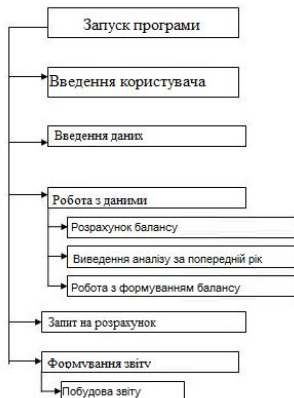 Запуск програми
Введення користувача
Введення даних
Робота з даними
Розрахунок балансу
Виведення аналізу за попередній рік
Робота з формуванням балансу
Запит на розрахунок
Формування звіту
Побудова звіту